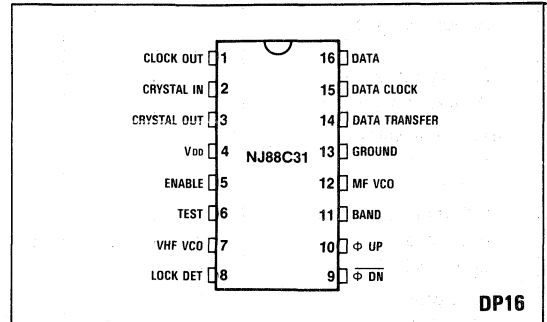 CLOCK OUT 1 16 DATA
CRYSTAL IN 2 15 DATA CLOCK
CRYSTAL OUT 3 14 DATA TRANSFER
VDD 4 13 GROUND
NJ88C31
ENABLE 5 12 MF VCO
TEST 6 11 BAND
VHF VCO 7 10 Φ UP
LOCK DET 8 9 Φ DN
DP16